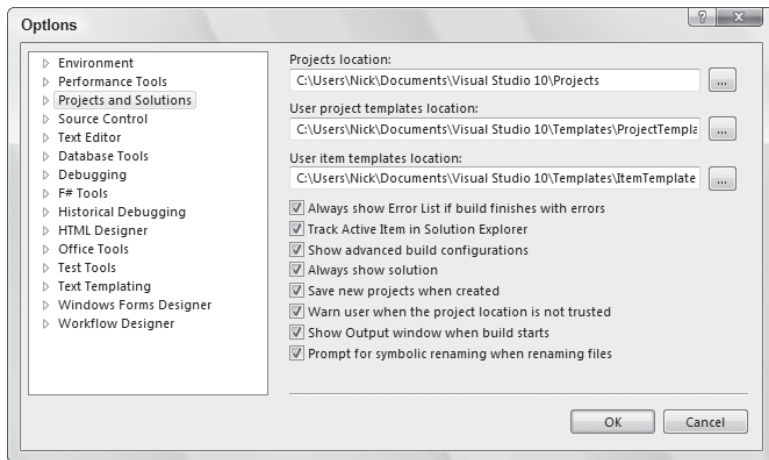 Options
Environment
Performance Tools
Projects and Solutions
Source Control
Text Editor
Database Tools
Debugging
F# Tools
Historical Debugging
HTML Designer
Office Tools
Test Tools
Text Templating
Windows Forms Designer
Workflow Designer
Projects location:
C:\Users\Nick\Documents\Visual Studio 10\Projects
...
User project templates location:
C:\Users\Nick\Documents\Visual Studio 10\Templates\ProjectTempla
...
User item templates location:
C:\Users\Nick\Documents\Visual Studio 10\Templates\ItemTemplate
...
Always show Error List if build finishes with errors
Track Active Item in Solution Explorer
Show advanced build configurations
Always show solution
Save new projects when created
Warn user when the project location is not trusted
Show Output window when build starts
Prompt for symbolic renaming when renaming files
OK
Cancel